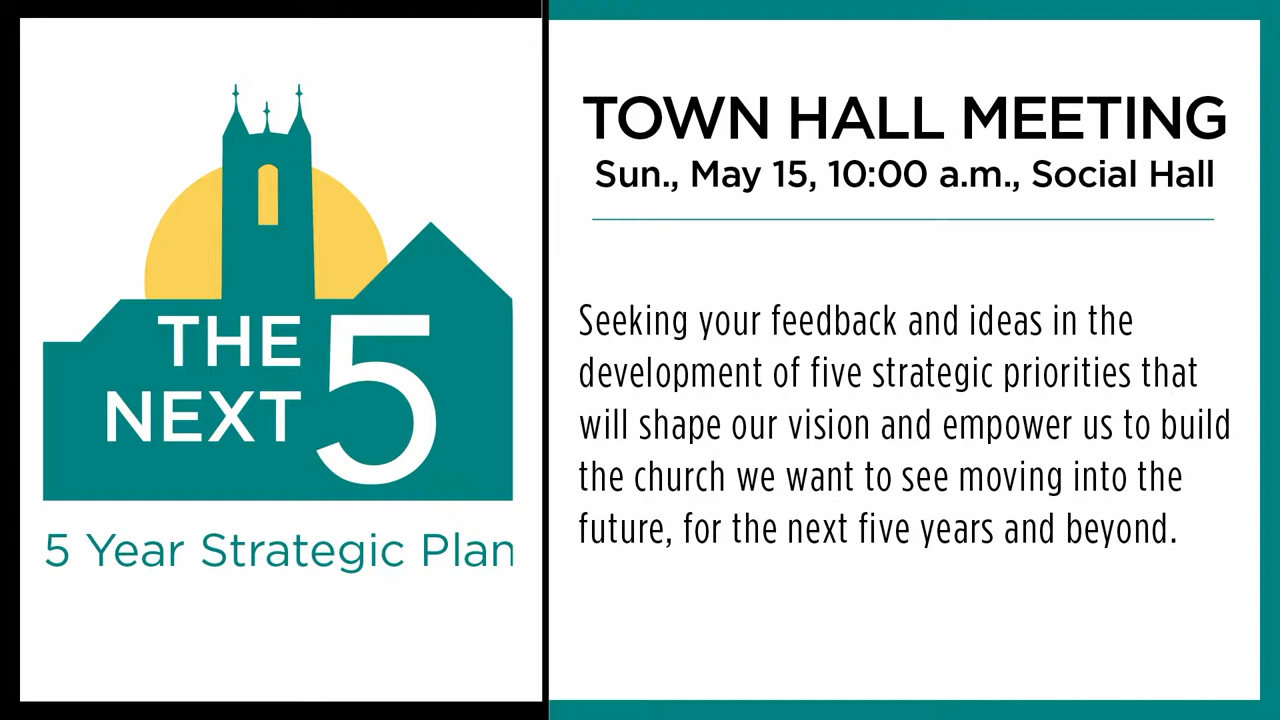 THE
NEXT 5
5 Year Strategic Plan
TOWN HALL MEETING
Sun., May 15, 10:00 a.m., Social Hall
Seeking your feedback and ideas in the
development of five strategic priorities that
will shape our vision and empower us to build
the church we want to see moving into the
future, for the next five years and beyond.